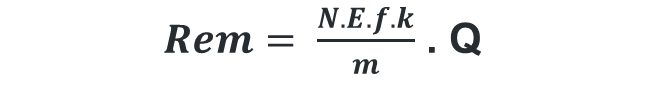 Rem = N.E.f.k / m . Q